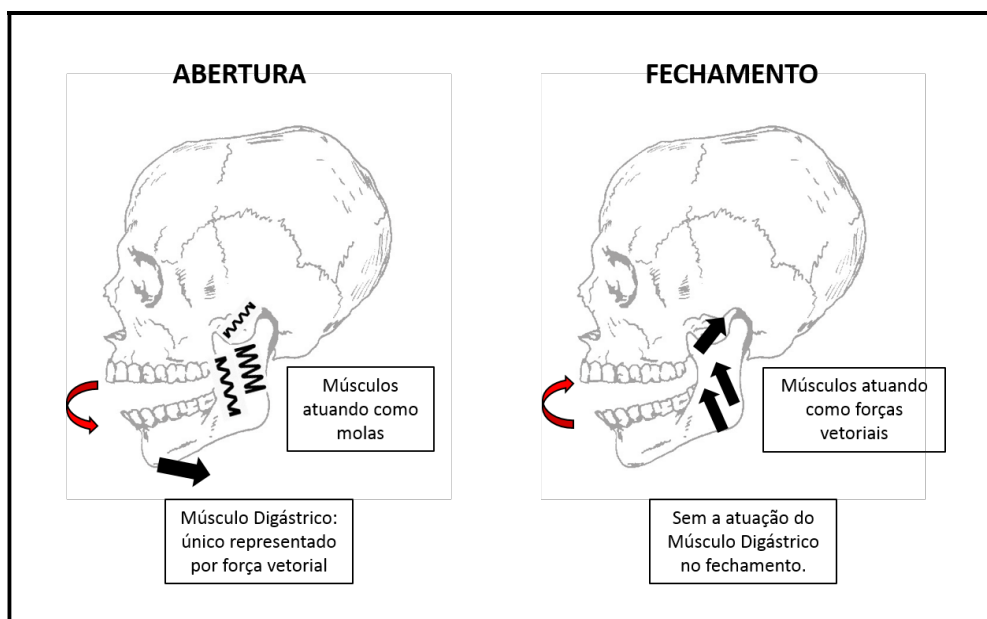 ABERTURA
FECHAMENTO
Músculos
atuando como
molas
Músculos atuando
como forças
vetoriais
Músculo Digástrico:
único representado
por força vetorial
Sem a atuação do
Músculo Digástrico
no fechamento.